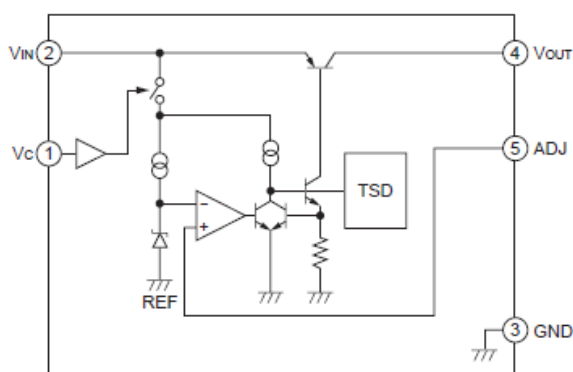 VIN 2
4 VOUT
VC 1
5 ADJ
TSD
−
+
REF
3 GND